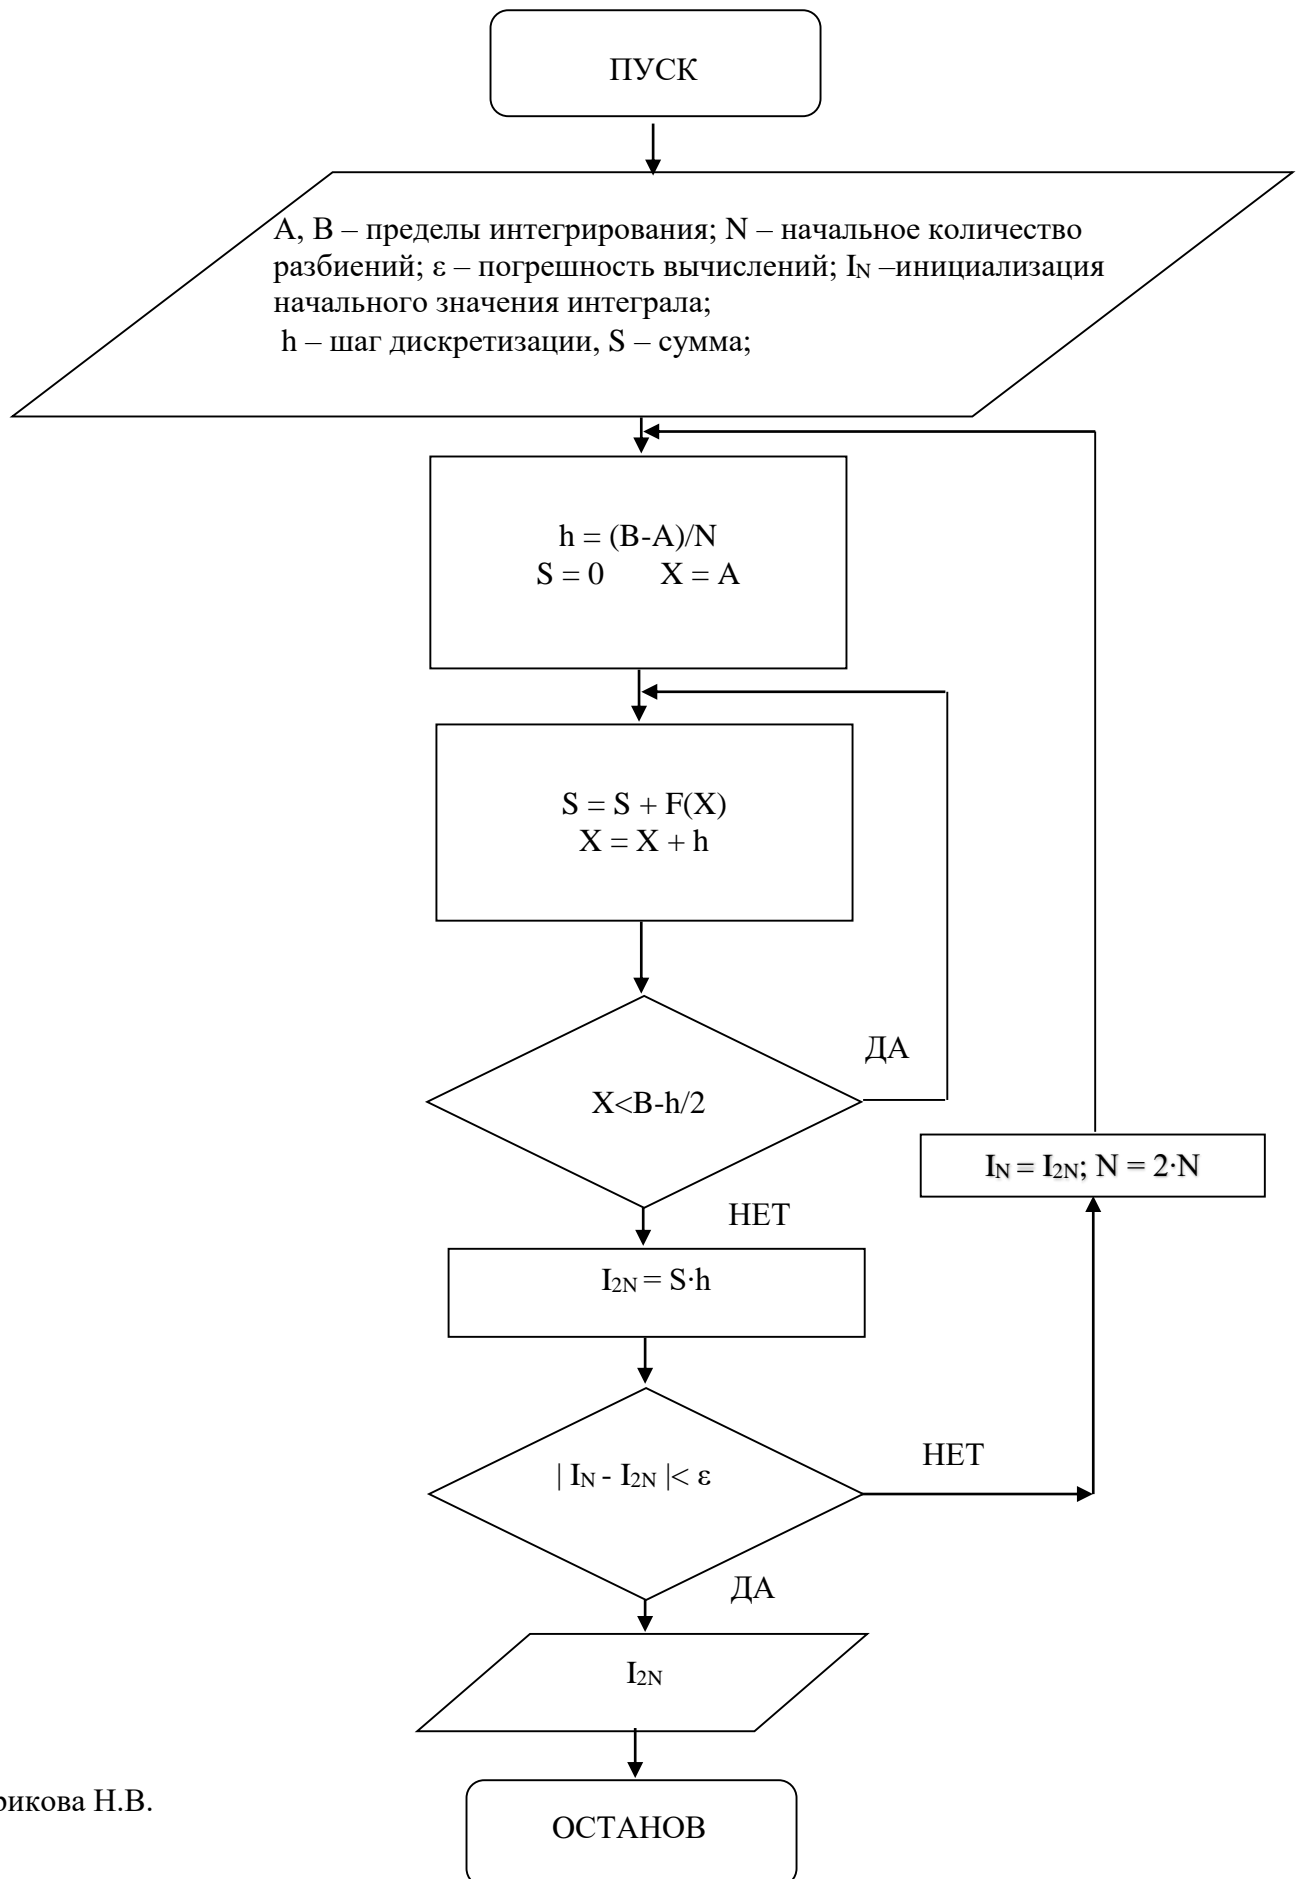 ПУСК
A, B – пределы интегрирования; N – начальное количество
разбиений; ε – погрешность вычислений; IN –инициализация
начального значения интеграла;
h – шаг дискретизации, S – сумма;
h = (B-A)/N
S = 0 X = A
S = S + F(X)
X = X + h
ДА
X<B-h/2
IN = I2N; N = 2·N
НЕТ
I2N = S·h
НЕТ
| IN - I2N |< ε
ДА
I2N
Н.В.
ОСТАНОВ